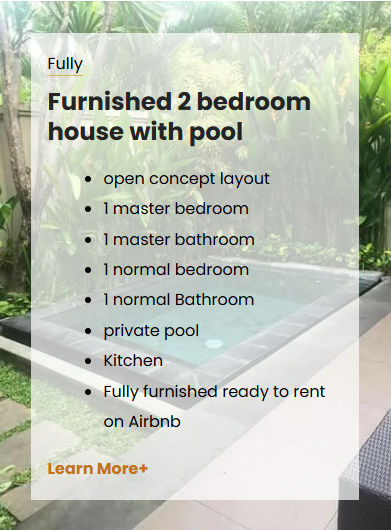 Fully
Furnished 2 bedroom
house with pool
open concept layout
1 master bedroom
1 master bathroom
1 normal bedroom
1 normal Bathroom
private pool
Kitchen
Fully furnished ready to rent
on Airbnb
Learn More+